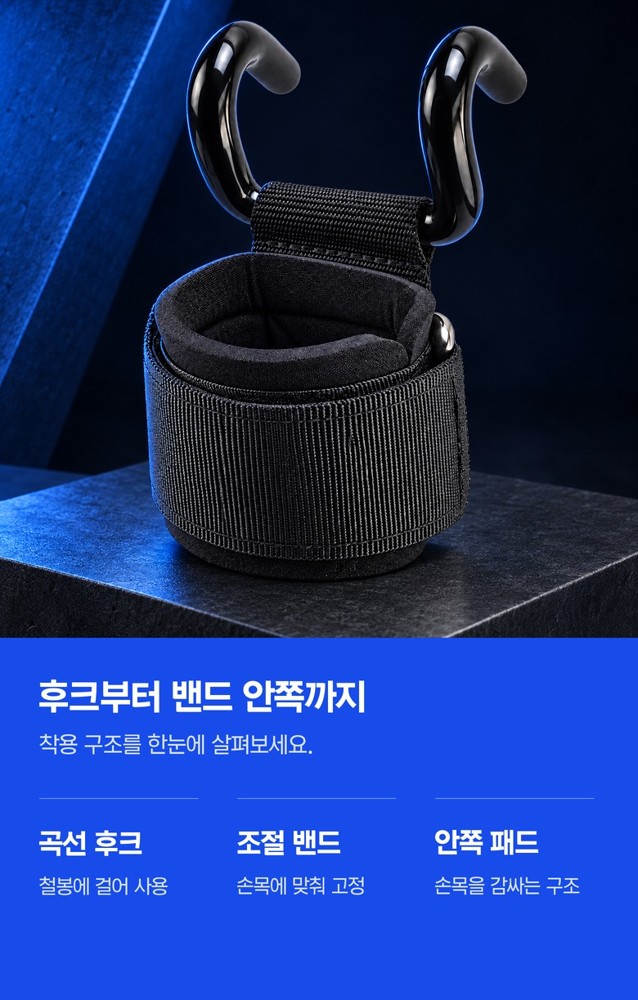 후크부터 밴드 안쪽까지
착용 구조를 한눈에 살펴보세요.
곡선 후크
철봉에 걸어 사용
조절 밴드
손목에 맞춰 고정
안쪽 패드
손목을 감싸는 구조